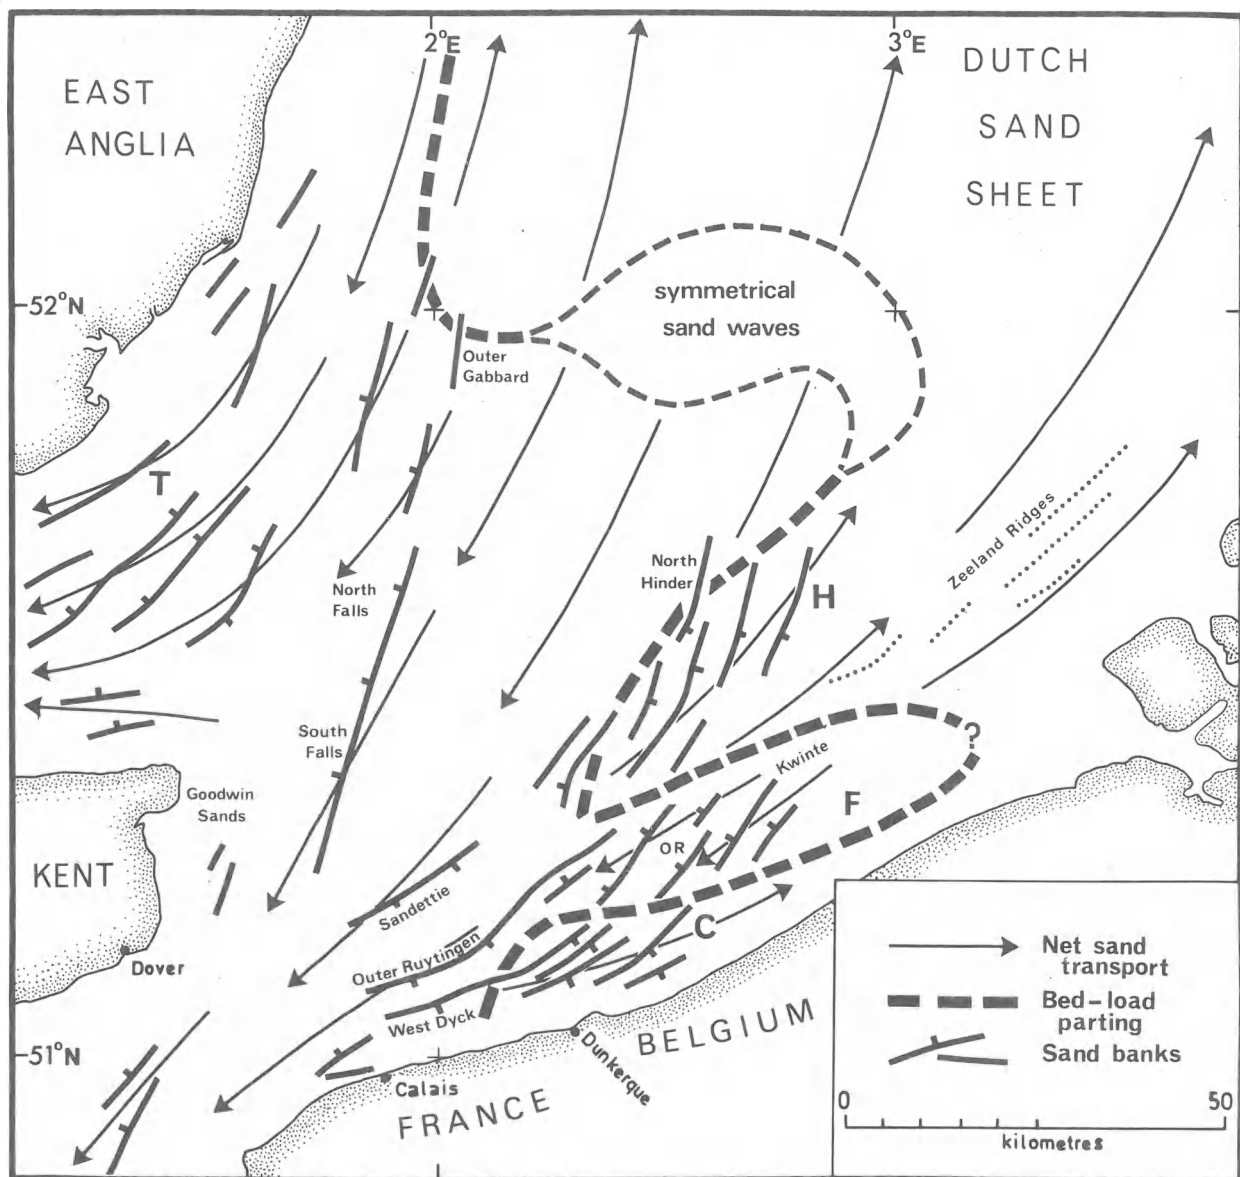 2°E
3°E
DUTCH
SAND
SHEET
EAST
ANGLIA
52°N
symmetrical
sand waves
Outer
Gabbard
T
North
Falls
North
Hinder
H
Zeeland Ridges
South
Falls
Kwinte
?
Goodwin
Sands
F
OR
KENT
Sandettie
C
Dover
Outer Ruytingen
West Dyck
BELGIUM
51°N
Dunkerque
Calais
FRANCE
Net sand
transport
Bed-load
parting
Sand banks
0
50
kilometres